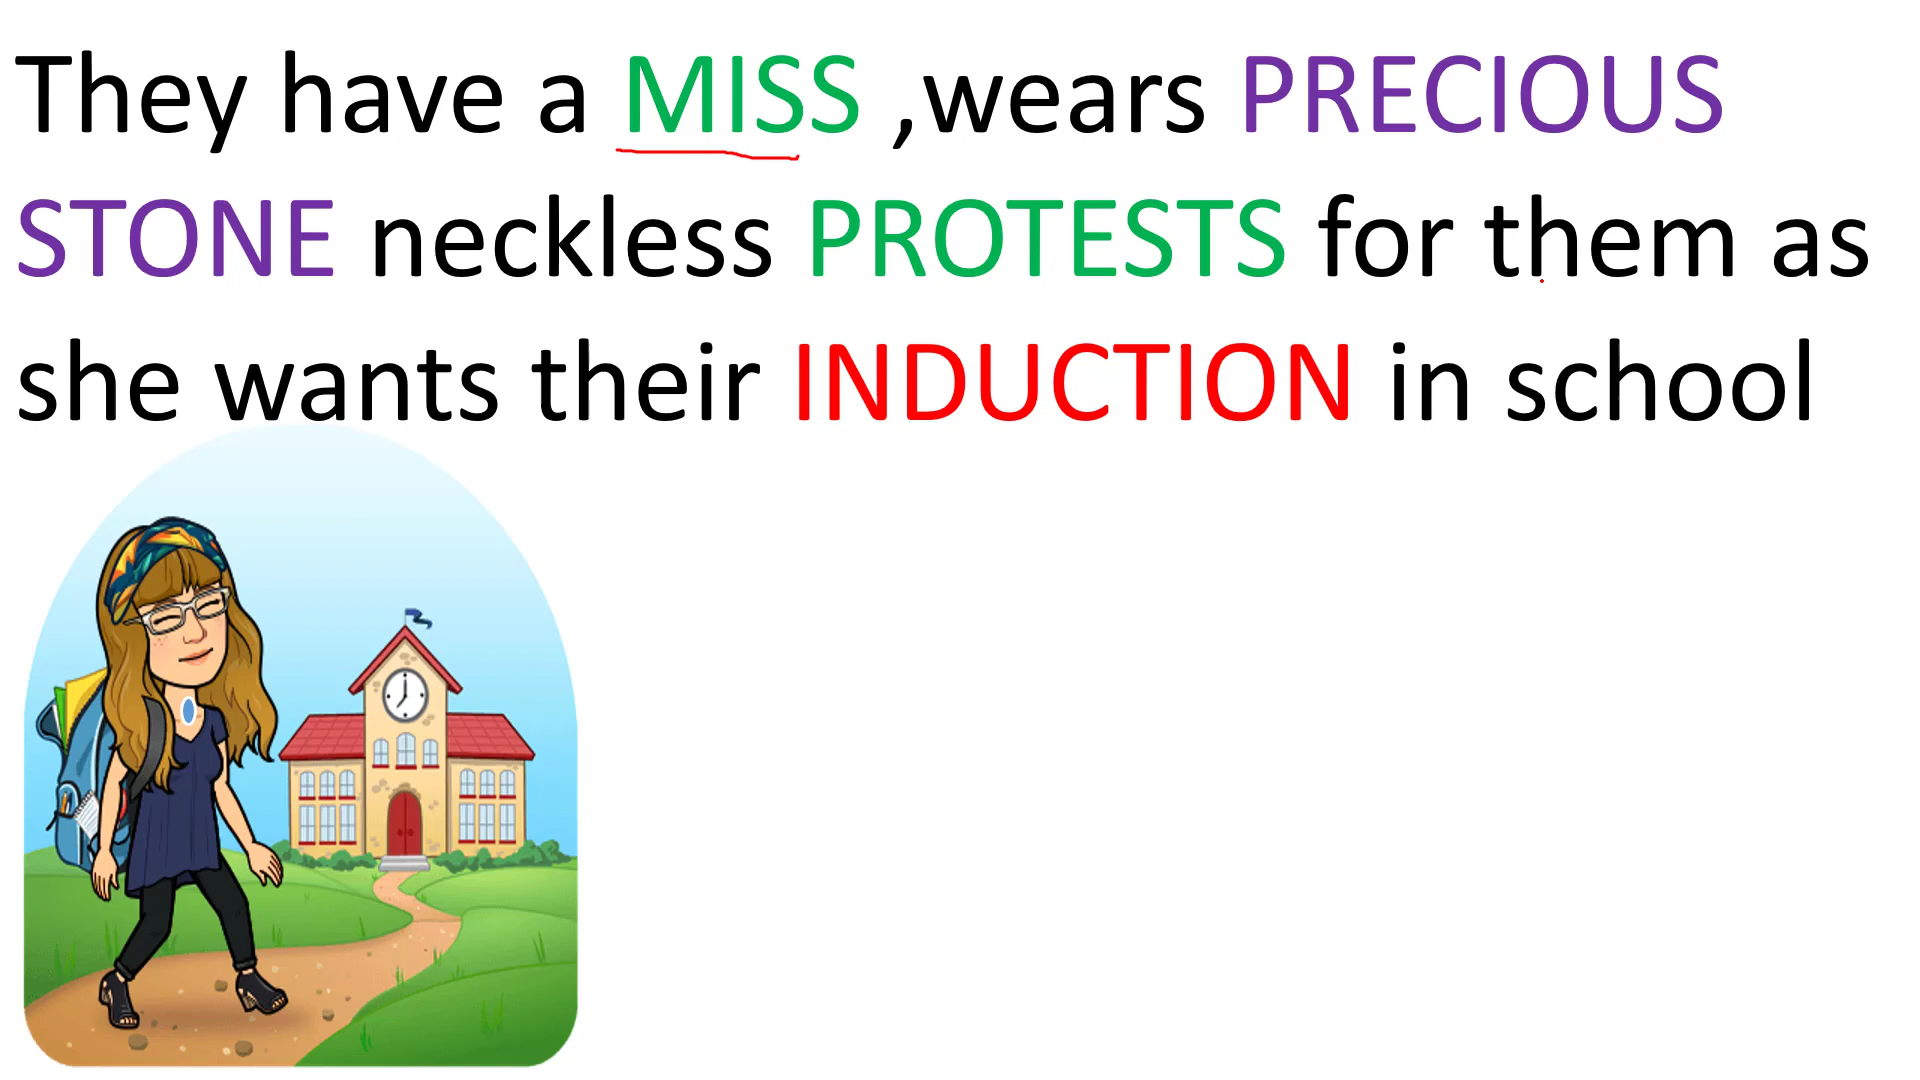 They have a MISS ,wears PRECIOUS
STONE neckless PROTESTS for them as
she wants their INDUCTION in school